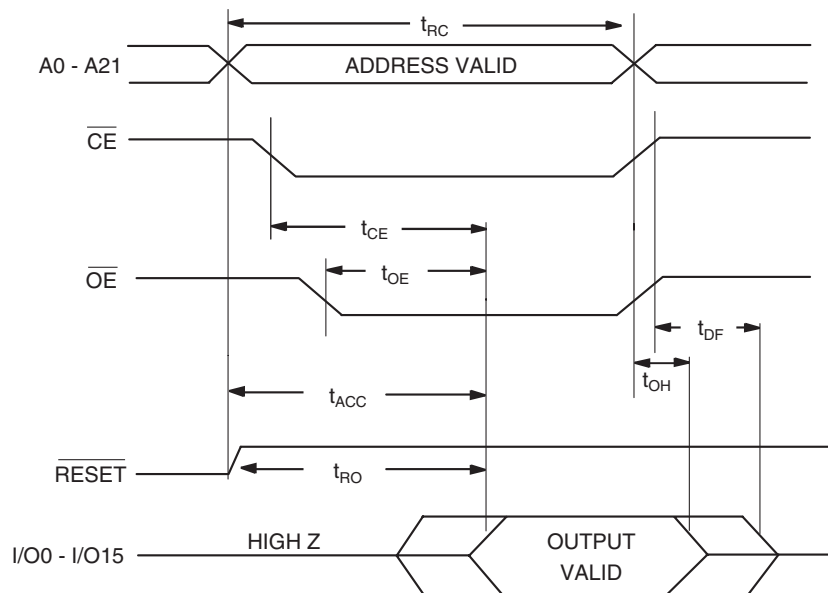 tRC
A0 - A21
ADDRESS VALID
CE
tCE
tOE
OE
tDF
tOH
tACC
RESET
tRO
I/O0 - I/O15
HIGH Z
OUTPUT
VALID